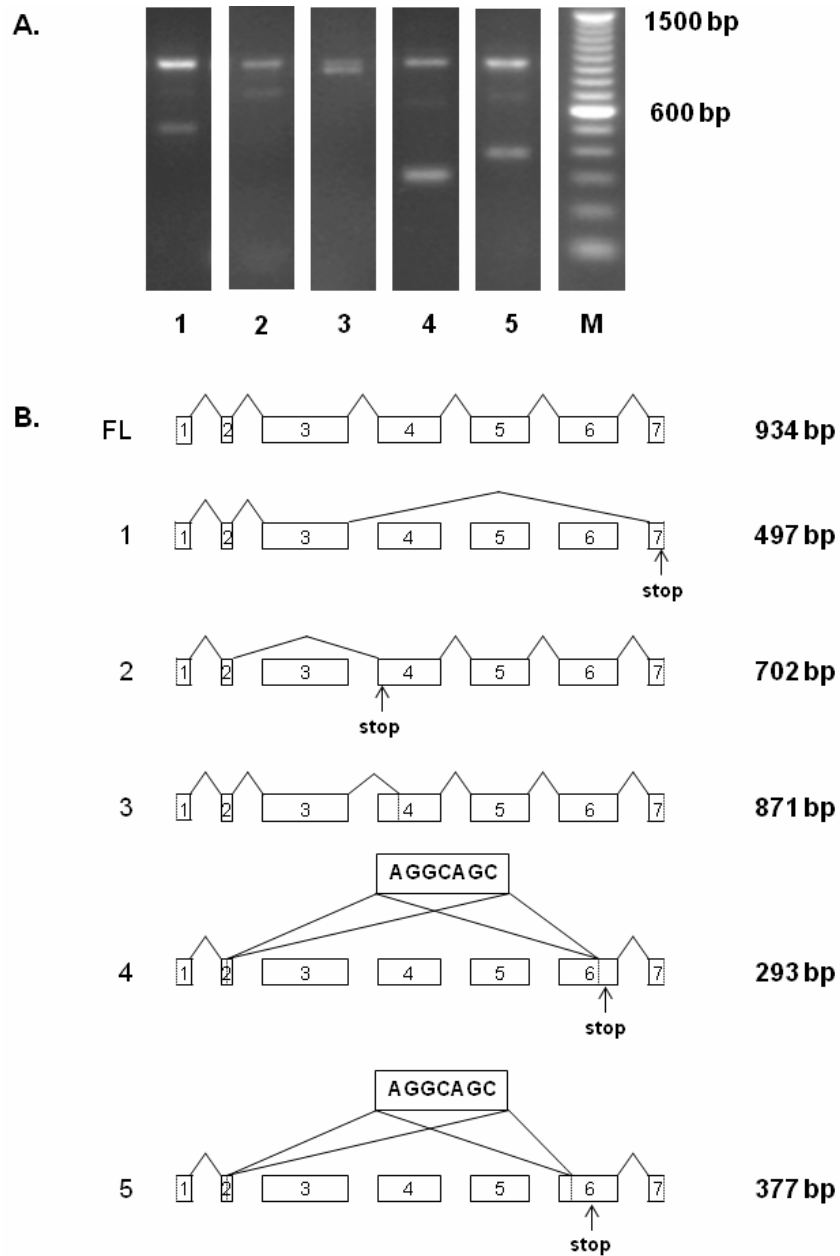 A.
1500 bp
600 bp
1 2 3 4 5 M
B.
FL 1 2 3 4 5 6 7 934 bp
1 1 2 3 4 5 6 7 497 bp
stop
2 1 2 3 4 5 6 7 702 bp
stop
3 1 2 3 4 5 6 7 871 bp
AGGCAGC
4 1 2 3 4 5 6 7 293 bp
stop
AGGCAGC
5 1 2 3 4 5 6 7 377 bp
stop